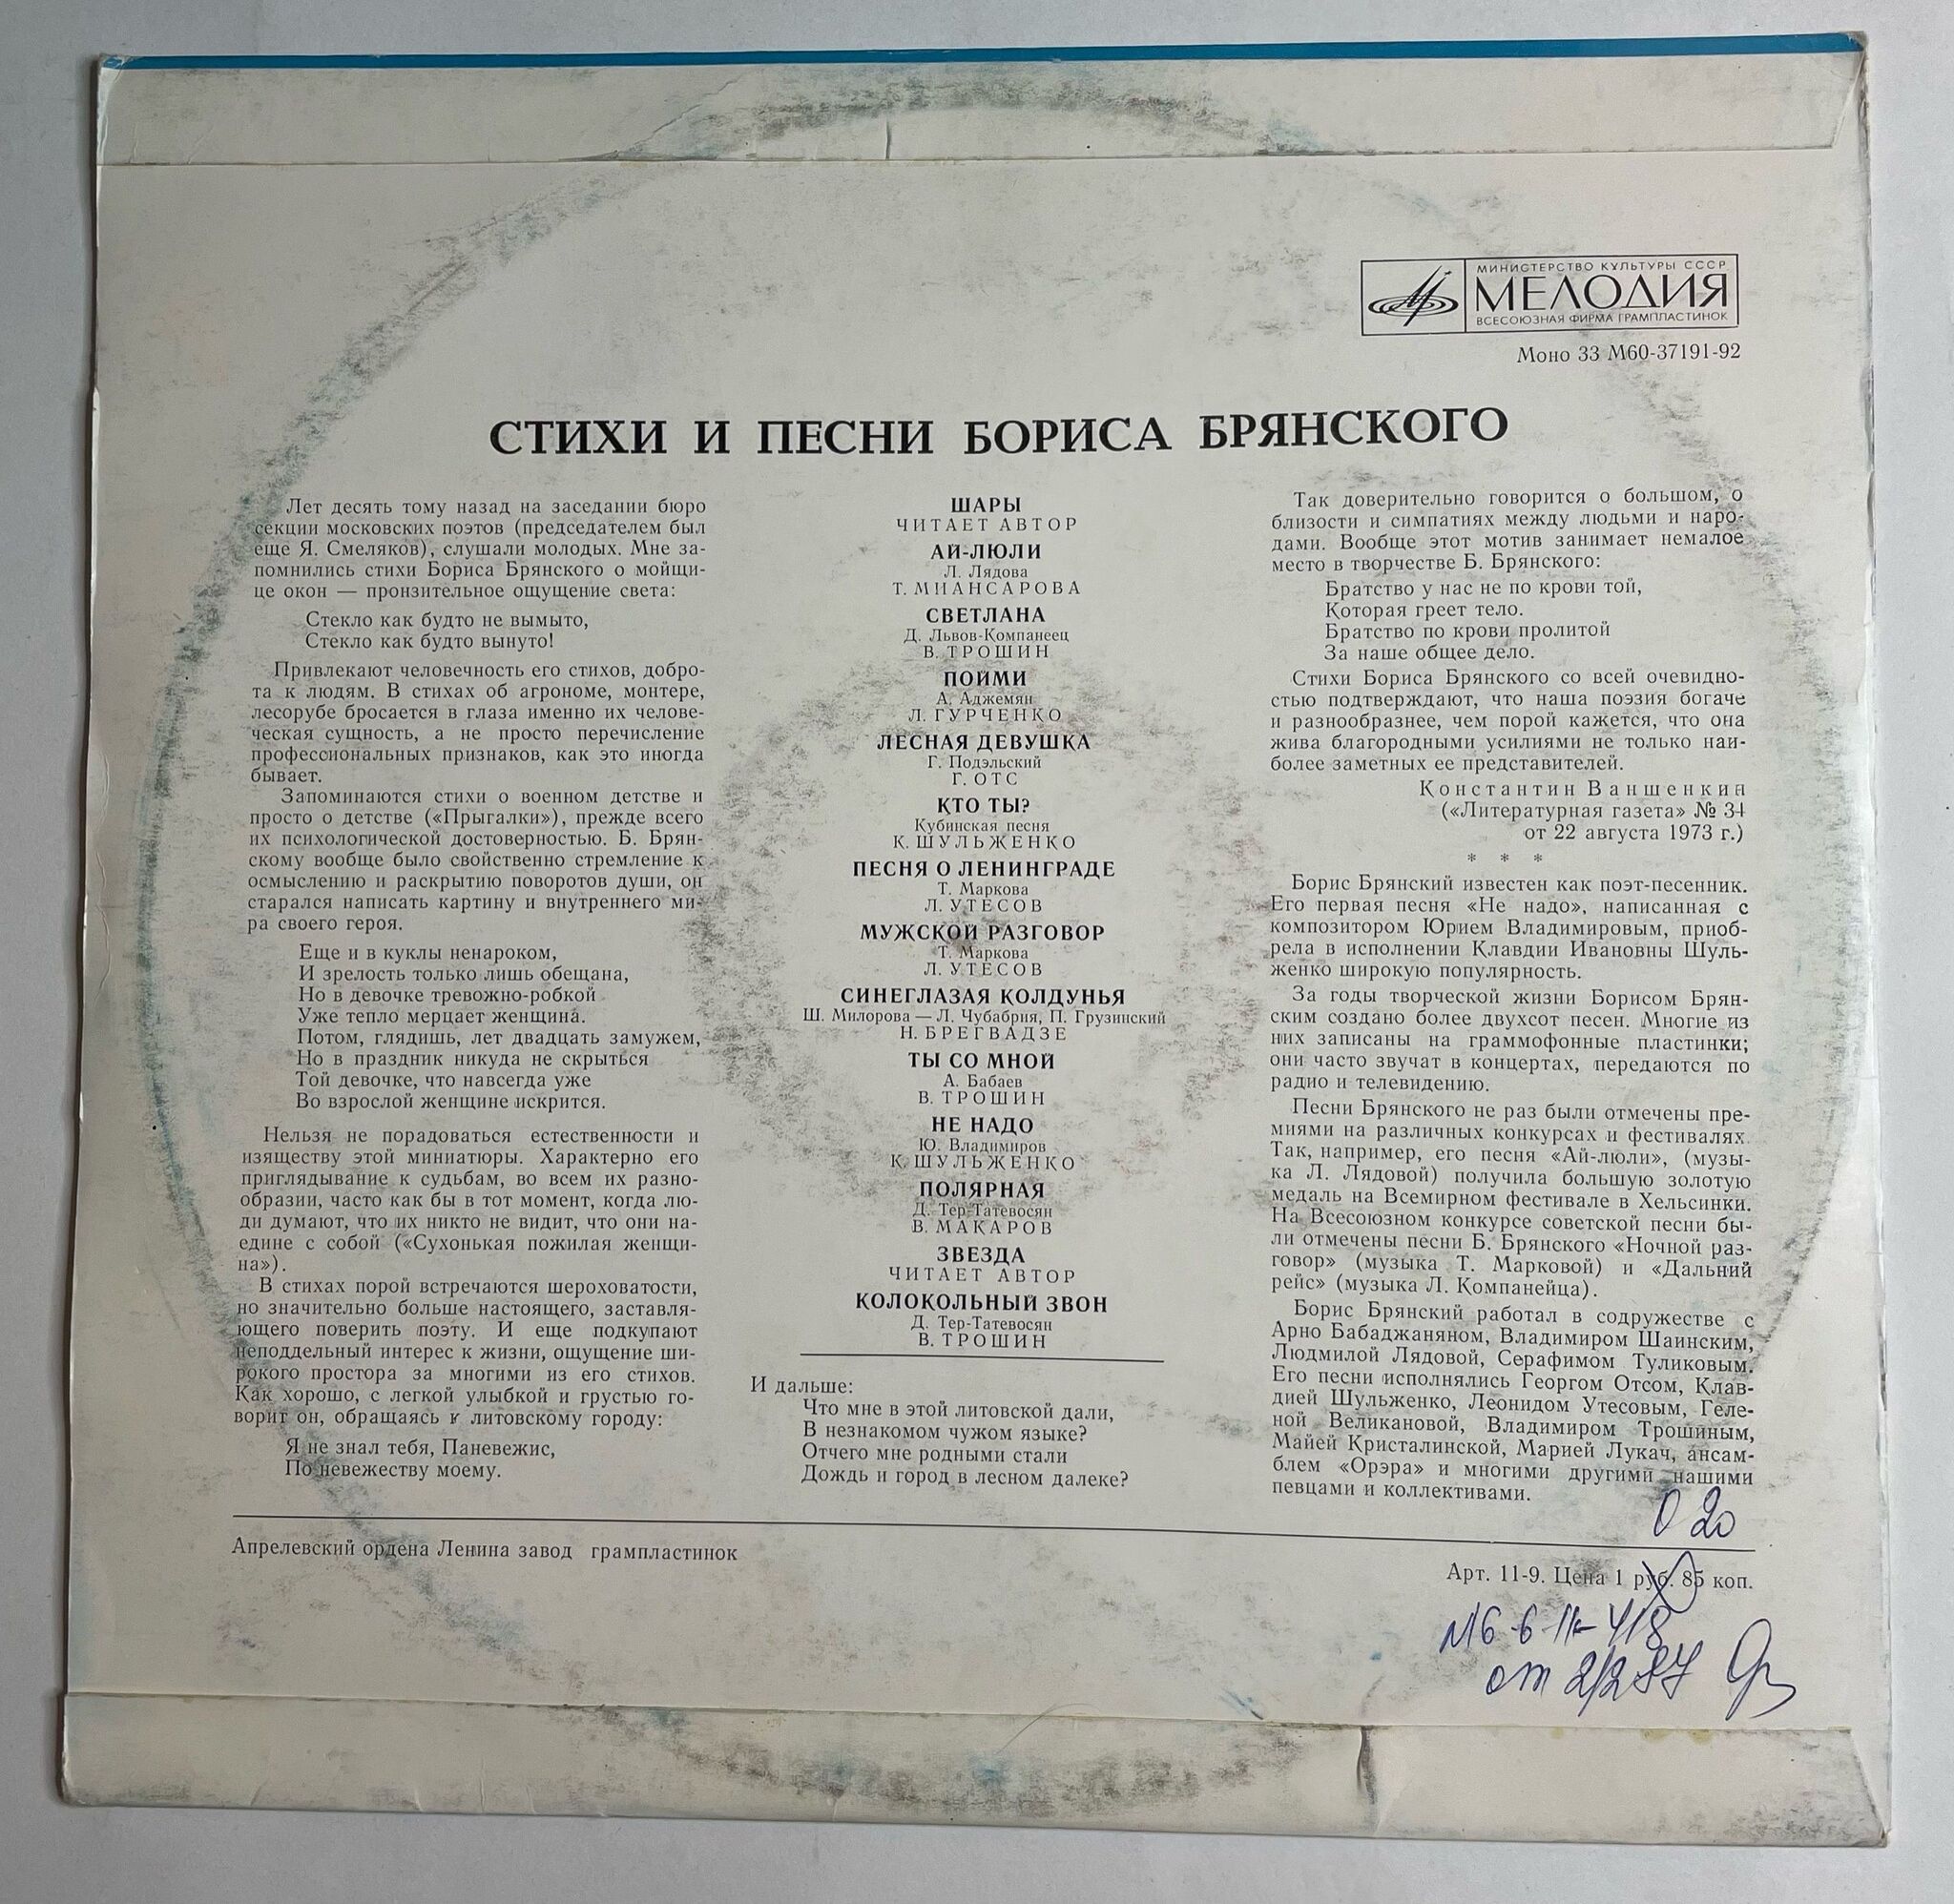 МИНИСТЕРСТВО КУЛЬТУРЫ СССР
МЕЛОДИЯ
ВСЕСОЮЗНАЯ ФИРМА ГРАМПЛАСТИНОК
Моно 33 М60-37191-92
СТИХИ И ПЕСНИ БОРИСА БРЯНСКОГО
Лет десять тому назад на заседании бюро
секции московских поэтов (председателем был
еще Я. Смеляков), слушали молодых. Мне за-
помнились стихи Бориса Брянского о мойщи-
це окон — пронзительное ощущение света:
Стекло как будто не вымыто,
Стекло как будто вынуто!
Привлекают человечность его стихов, добро-
та к людям. В стихах об агрономе, монтере,
лесорубе бросается в глаза именно их челове-
ческая сущность, а не просто перечисление
профессиональных признаков, как это иногда
бывает.
Запоминаются стихи о военном детстве и
просто о детстве («Прыгалки»), прежде всего
их психологической достоверностью. Б. Брян-
скому вообще было свойственно стремление к
осмыслению и раскрытию поворотов души, он
старался написать картину и внутреннего ми-
ра своего героя.
Еще и в куклы ненароком,
И зрелость только лишь обещана,
Но в девочке тревожно-робкой
Уже тепло мерцает женщина.
Потом, глядишь, лет двадцать замужем,
Но в праздник никуда не скрыться
Той девочке, что навсегда уже
Во взрослой женщине искрится.
Нельзя не порадоваться естественности и
изяществу этой миниатюры. Характерно его
приглядывание к судьбам, во всем их разно-
образии, часто как бы в тот момент, когда лю-
ди думают, что их никто не видит, что они на-
едине с собой («Сухонькая пожилая женщи-
на»).
В стихах порой встречаются шероховатости,
но значительно больше настоящего, заставля-
ющего поверить поэту. И еще подкупают
неподдельный интерес к жизни, ощущение ши-
рокого простора за многими из его стихов.
Как хорошо, с легкой улыбкой и грустью го-
ворит он, обращаясь к литовскому городу:
Я не знал тебя, Паневежис,
По невежеству моему.
ШАРЫ
ЧИТАЕТ АВТОР
АЙ-ЛЮЛИ
Л. Лядова
Т. МИАНСАРОВА
СВЕТЛАНА
Д. Львов-Компанеец
В. ТРОШИН
ПОЙМИ
А. Аджемян
Л. ГУРЧЕНКО
ЛЕСНАЯ ДЕВУШКА
Г. Подэльский
Г. ОТС
КТО ТЫ?
Кубинская песня
К. ШУЛЬЖЕНКО
ПЕСНЯ О ЛЕНИНГРАДЕ
Т. Маркова
Л. УТЕСОВ
МУЖСКОЙ РАЗГОВОР
Т. Маркова
Л. УТЕСОВ
СИНЕГЛАЗАЯ КОЛДУНЬЯ
Ш. Милорова — Л. Чубабрия, П. Грузинский
Н. БРЕГВАДЗЕ
ТЫ СО МНОЙ
А. Бабаев
В. ТРОШИН
НЕ НАДО
Ю. Владимиров
К. ШУЛЬЖЕНКО
ПОЛЯРНАЯ
Д. Тер-Татевосян
В. МАКАРОВ
ЗВЕЗДА
ЧИТАЕТ АВТОР
КОЛОКОЛЬНЫЙ ЗВОН
Д. Тер-Татевосян
В. ТРОШИН
И дальше:
Что мне в этой литовской дали,
В незнакомом чужом языке?
Отчего мне родными стали
Дождь и город в лесном далеке?
Так доверительно говорится о большом, о
близости и симпатиях между людьми и наро-
дами. Вообще этот мотив занимает немалое
место в творчестве Б. Брянского:
Братство у нас не по крови той,
Которая греет тело.
Братство по крови пролитой
За наше общее дело.
Стихи Бориса Брянского со всей очевидно-
стью подтверждают, что наша поэзия богаче
и разнообразнее, чем порой кажется, что она
жива благородными усилиями не только наи-
более заметных ее представителей.
Константин Ваншенкин
(«Литературная газета» № 34
от 22 августа 1973 г.)
* * *
Борис Брянский известен как поэт-песенник.
Его первая песня «Не надо», написанная с
композитором Юрием Владимировым, приоб-
рела в исполнении Клавдии Ивановны Шуль-
женко широкую популярность.
За годы творческой жизни Борисом Брян-
ским создано более двухсот песен. Многие из
них записаны на граммофонные пластинки;
они часто звучат в концертах, передаются по
радио и телевидению.
Песни Брянского не раз были отмечены пре-
миями на различных конкурсах и фестивалях.
Так, например, его песня «Ай-люли», (музы-
ка Л. Лядовой) получила большую золотую
медаль на Всемирном фестивале в Хельсинки.
На Всесоюзном конкурсе советской песни бы-
ли отмечены песни Б. Брянского «Ночной раз-
говор» (музыка Т. Марковой) и «Дальний
рейс» (музыка Л. Компанейца).
Борис Брянский работал в содружестве с
Арно Бабаджаняном, Владимиром Шаинским,
Людмилой Лядовой, Серафимом Туликовым.
Его песни исполнялись Георгом Отсом, Клав-
дией Шульженко, Леонидом Утесовым, Геле-
ной Великановой, Владимиром Трошиным,
Майей Кристалинской, Марией Лукач, ансам-
блем «Орэра» и многими другими нашими
певцами и коллективами.
0 20
Апрелевский ордена Ленина завод грампластинок
Арт. 11-9. Цена 1 руб. 85 коп.
от 2/2 87